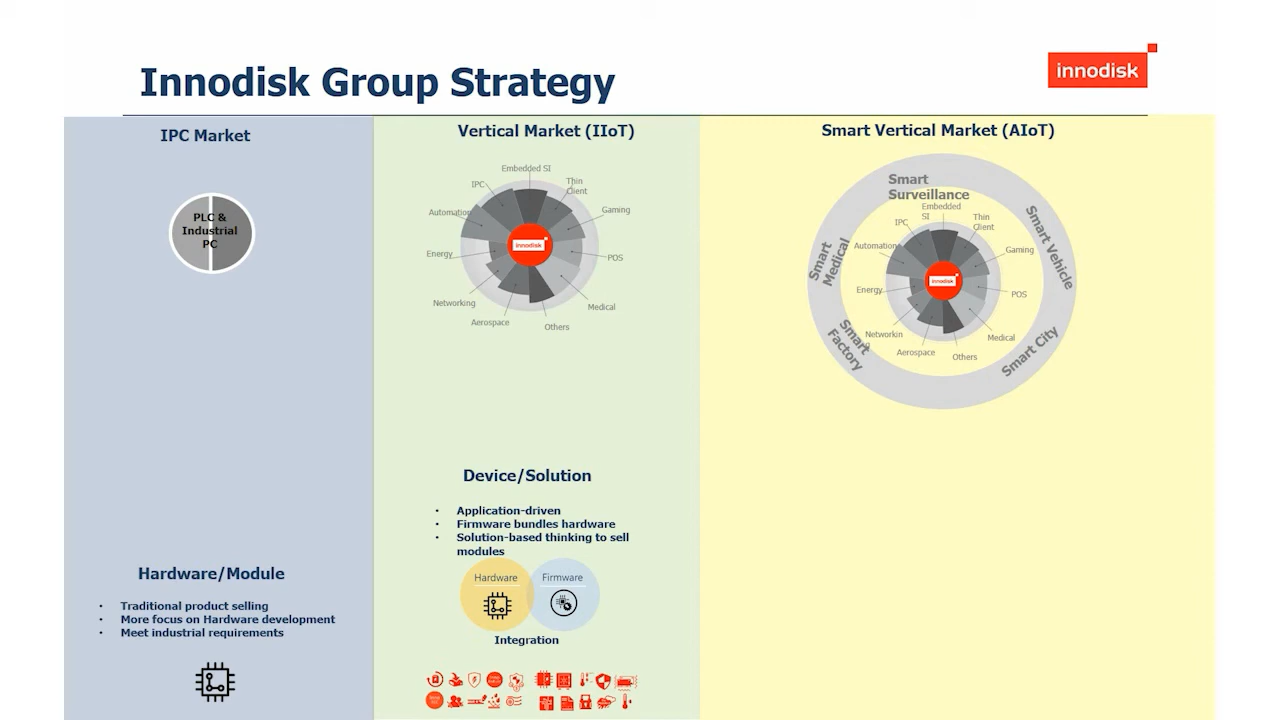 Innodisk Group Strategy
innodisk
IPC Market
PLC &
Industrial
PC
Hardware/Module
• Traditional product selling
• More focus on Hardware development
• Meet industrial requirements
Vertical Market (IIoT)
Embedded SI
IPC
Thin
Client
Automation
Gaming
innodisk
Energy
POS
Networking
Medical
Aerospace
Others
Device/Solution
• Application-driven
• Firmware bundles hardware
• Solution-based thinking to sell
modules
Hardware
Firmware
Integration
Smart Vertical Market (AIoT)
Smart
Surveillance
Smart Vehicle
Smart City
Smart
Factory
Smart
Medical
Embedded
SI
IPC
Thin
Client
Automation
Gaming
innodisk
Energy
POS
Networkin
Medical
Aerospace
Others